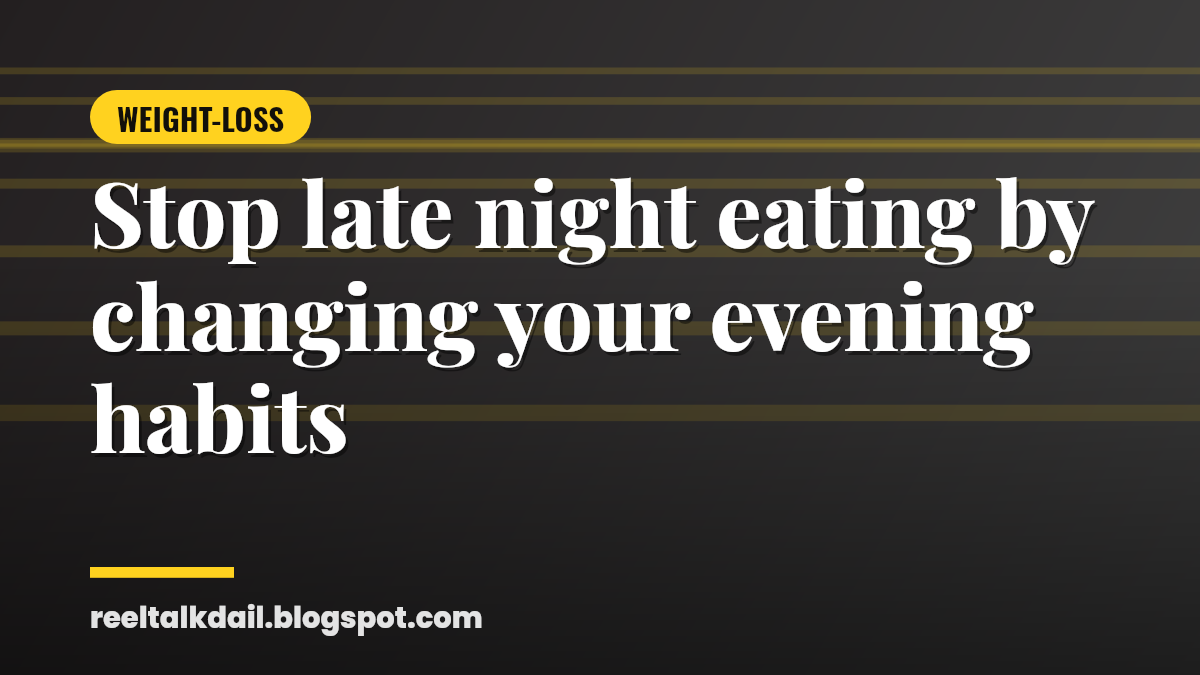 WEIGHT-LOSS
Stop late night eating by
changing your evening
habits
reeltalkdail.blogspot.com